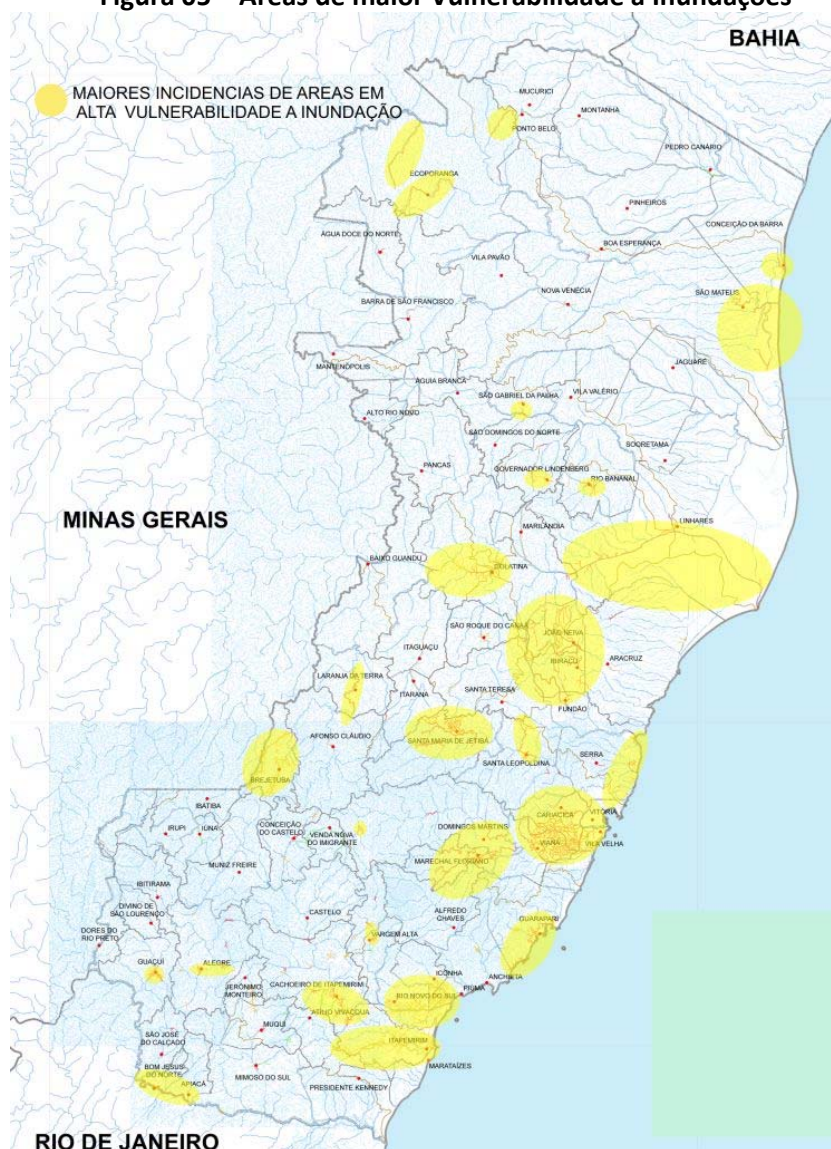 Figura 05 – Áreas de maior Vulnerabilidade a Inundações
BAHIA
MAIORES INCIDENCIAS DE AREAS EM
ALTA VULNERABILIDADE A INUNDAÇÃO
MUCURICI
MONTANHA
PONTO BELO
PEDRO CANÁRIO
ECOPORANGA
PINHEIROS
CONCEIÇÃO DA BARRA
ÁGUA DOCE DO NORTE
BOA ESPERANÇA
VILA PAVÃO
SÃO MATEUS
NOVA VENÉCIA
BARRA DE SÃO FRANCISCO
MANTENÓPOLIS
JAGUARÉ
ÁGUIA BRANCA
SÃO GABRIEL DA PALHA
VILA VALÉRIO
ALTO RIO NOVO
SÃO DOMINGOS DO NORTE
SOORETAMA
PANCAS
GOVERNADOR LINDENBERG
RIO BANANAL
MINAS GERAIS
LINHARES
MARILÂNDIA
BAIXO GUANDU
COLATINA
SÃO ROQUE DO CANAÃ
JOÃO NEIVA
ITAGUAÇU
IBIRAÇU
ARACRUZ
LARANJA DA TERRA
ITARANA
SANTA TERESA
FUNDÃO
AFONSO CLÁUDIO
SANTA MARIA DE JETIBÁ
SANTA LEOPOLDINA
SERRA
BREJETUBA
IBATIBA
CARIACICA
VITÓRIA
IRUPI
IÚNA
CONCEIÇÃO
DO CASTELO
VENDA NOVA
DO IMIGRANTE
DOMINGOS MARTINS
VIANA
VILA VELHA
MUNIZ FREIRE
MARECHAL FLORIANO
IBITIRAMA
DIVINO DE
SÃO LOURENÇO
CASTELO
ALFREDO
CHAVES
GUARAPARI
DORES DO
RIO PRETO
VARGEM ALTA
GUAÇUÍ
ALEGRE
ICONHA
ANCHIETA
JERÔNIMO
MONTEIRO
CACHOEIRO DE ITAPEMIRIM
RIO NOVO DO SUL
PIÚMA
ATILIO VIVACQUA
MUQUI
SÃO JOSÉ
DO CALÇADO
ITAPEMIRIM
BOM JESUS
DO NORTE
MARATAÍZES
APIACÁ
MIMOSO DO SUL
PRESIDENTE KENNEDY
RIO DE JANEIRO